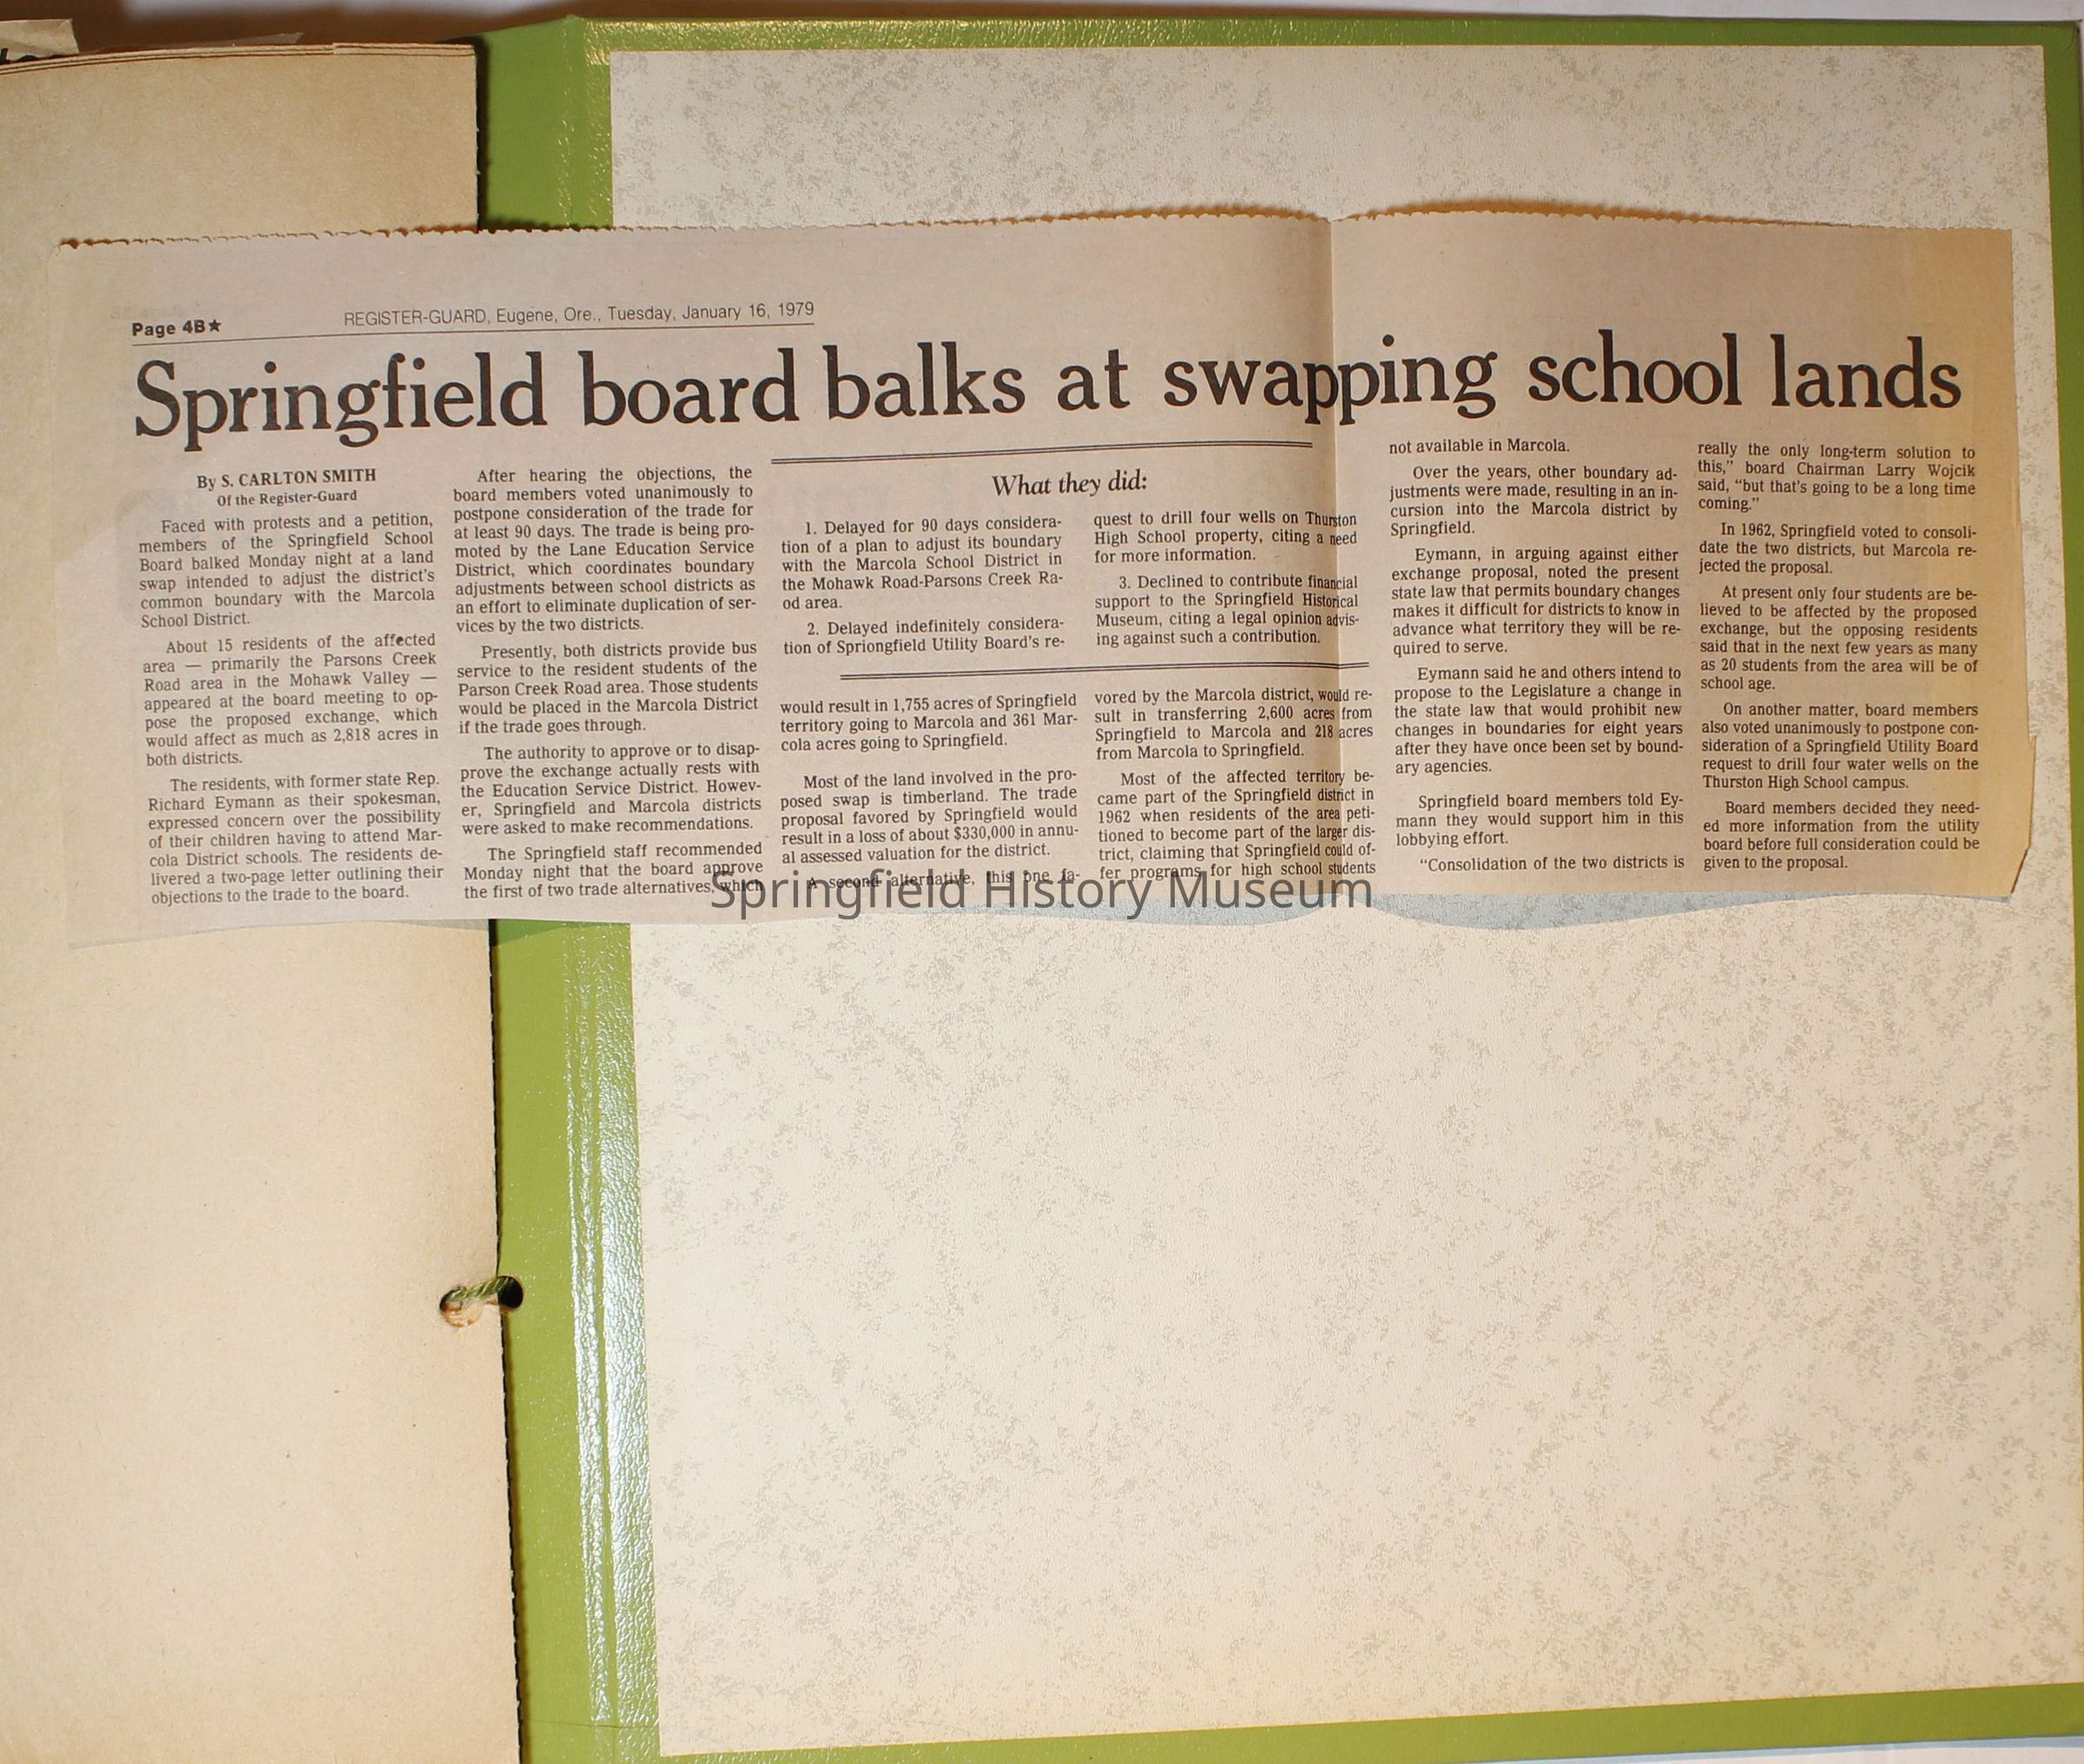 Page 4B★
REGISTER-GUARD, Eugene, Ore., Tuesday, January 16, 1979
Springfield board balks at swapping school lands
By S. CARLTON SMITH
Of the Register-Guard
Faced with protests and a petition,
members of the Springfield School
Board balked Monday night at a land
swap intended to adjust the district's
common boundary with the Marcola
School District.
About 15 residents of the affected
area — primarily the Parsons Creek
Road area in the Mohawk Valley —
appeared at the board meeting to op-
pose the proposed exchange, which
would affect as much as 2,818 acres in
both districts.
The residents, with former state Rep.
Richard Eymann as their spokesman,
expressed concern over the possibility
of their children having to attend Mar-
cola District schools. The residents de-
livered a two-page letter outlining their
objections to the trade to the board.
After hearing the objections, the
board members voted unanimously to
postpone consideration of the trade for
at least 90 days. The trade is being pro-
moted by the Lane Education Service
District, which coordinates boundary
adjustments between school districts as
an effort to eliminate duplication of ser-
vices by the two districts.
Presently, both districts provide bus
service to the resident students of the
Parson Creek Road area. Those students
would be placed in the Marcola District
if the trade goes through.
The authority to approve or to disap-
prove the exchange actually rests with
the Education Service District. Howev-
er, Springfield and Marcola districts
were asked to make recommendations.
The Springfield staff recommended
Monday night that the board approve
the first of two trade alternatives, which
What they did:
1. Delayed for 90 days considera-
tion of a plan to adjust its boundary
with the Marcola School District in
the Mohawk Road-Parsons Creek Ra-
od area.
2. Delayed indefinitely considera-
tion of Spriongfield Utility Board's re-
quest to drill four wells on Thurston
High School property, citing a need
for more information.
3. Declined to contribute financial
support to the Springfield Historical
Museum, citing a legal opinion advis-
ing against such a contribution.
would result in 1,755 acres of Springfield
territory going to Marcola and 361 Mar-
cola acres going to Springfield.
Most of the land involved in the pro-
posed swap is timberland. The trade
proposal favored by Springfield would
result in a loss of about $330,000 in annu-
al assessed valuation for the district.
A second alternative, this one fa-
vored by the Marcola district, would re-
sult in transferring 2,600 acres from
Springfield to Marcola and 218 acres
from Marcola to Springfield.
Most of the affected territory be-
came part of the Springfield district in
1962 when residents of the area peti-
tioned to become part of the larger dis-
trict, claiming that Springfield could of-
fer programs for high school students
not available in Marcola.
Over the years, other boundary ad-
justments were made, resulting in an in-
cursion into the Marcola district by
Springfield.
Eymann, in arguing against either
exchange proposal, noted the present
state law that permits boundary changes
makes it difficult for districts to know in
advance what territory they will be re-
quired to serve.
Eymann said he and others intend to
propose to the Legislature a change in
the state law that would prohibit new
changes in boundaries for eight years
after they have once been set by bound-
ary agencies.
Springfield board members told Ey-
mann they would support him in this
lobbying effort.
“Consolidation of the two districts is
really the only long-term solution to
this,” board Chairman Larry Wojcik
said, “but that's going to be a long time
coming.”
In 1962, Springfield voted to consoli-
date the two districts, but Marcola re-
jected the proposal.
At present only four students are be-
lieved to be affected by the proposed
exchange, but the opposing residents
said that in the next few years as many
as 20 students from the area will be of
school age.
On another matter, board members
also voted unanimously to postpone con-
sideration of a Springfield Utility Board
request to drill four water wells on the
Thurston High School campus.
Board members decided they need-
ed more information from the utility
board before full consideration could be
given to the proposal.
Springfield History Museum